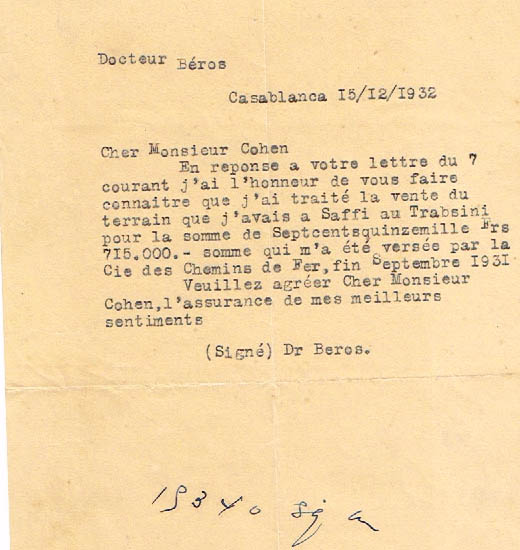 Docteur Béros
Casablanca I5/I2/I932
Cher Monsieur Cohen
En reponse a votre lettre du 7
courant j'ai l'honneur de vous faire
connaitre que j'ai traité la vente du
terrain que j'avais a Saffi au Trabsini
pour la somme de Septcentsquinzemille Frs
7I5.000.- somme qui m'a été versée par la
Cie des Chemins de Fer,fin Septembre I93I
Veuillez agréer Cher Monsieur
Cohen,l'assurance de mes meilleurs
sentiments
(Signé) Dr Beros.